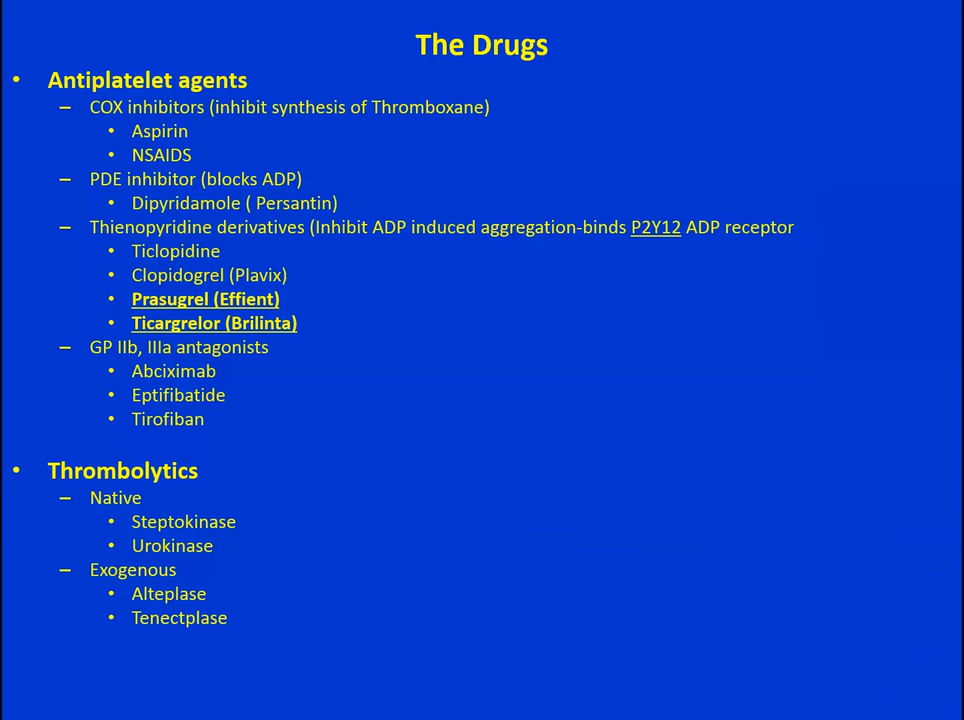 The Drugs
• Antiplatelet agents
– COX inhibitors (inhibit synthesis of Thromboxane)
• Aspirin
• NSAIDS
– PDE inhibitor (blocks ADP)
• Dipyridamole ( Persantin)
– Thienopyridine derivatives (Inhibit ADP induced aggregation-binds P2Y12 ADP receptor
• Ticlopidine
• Clopidogrel (Plavix)
• Prasugrel (Effient)
• Ticargrelor (Brilinta)
– GP IIb, IIIa antagonists
• Abciximab
• Eptifibatide
• Tirofiban
• Thrombolytics
– Native
• Steptokinase
• Urokinase
– Exogenous
• Alteplase
• Tenectplase